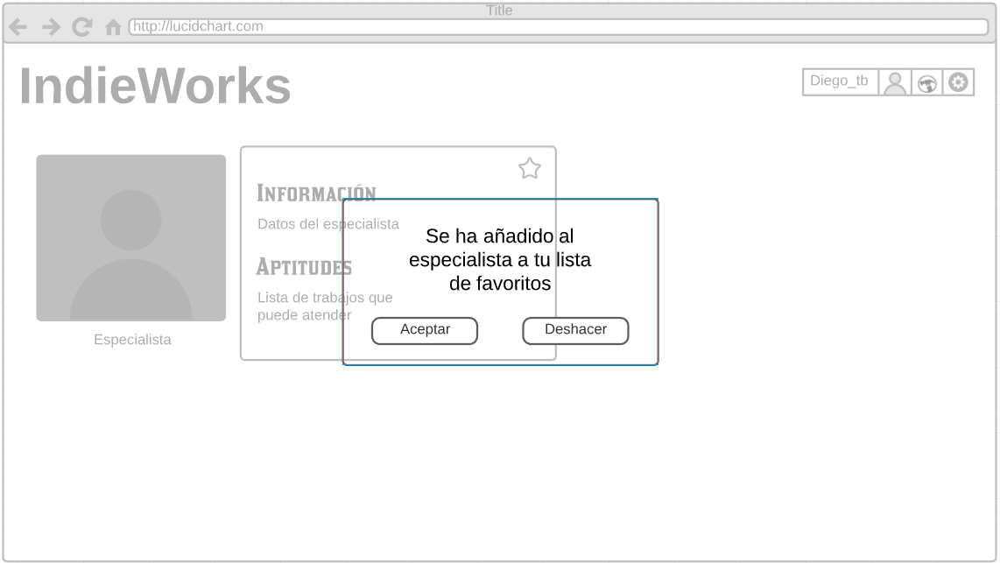 Title
http://lucidchart.com
IndieWorks
Diego_tb
Información
Datos del especialista
Aptitudes
Lista de trabajos que
puede atender
Especialista
Se ha añadido al
especialista a tu lista
de favoritos
Aceptar
Deshacer